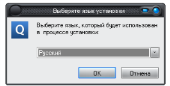 Выберите язык установки
Выберите язык, который будет использован
в процессе установки:
Русский
OK
Отмена